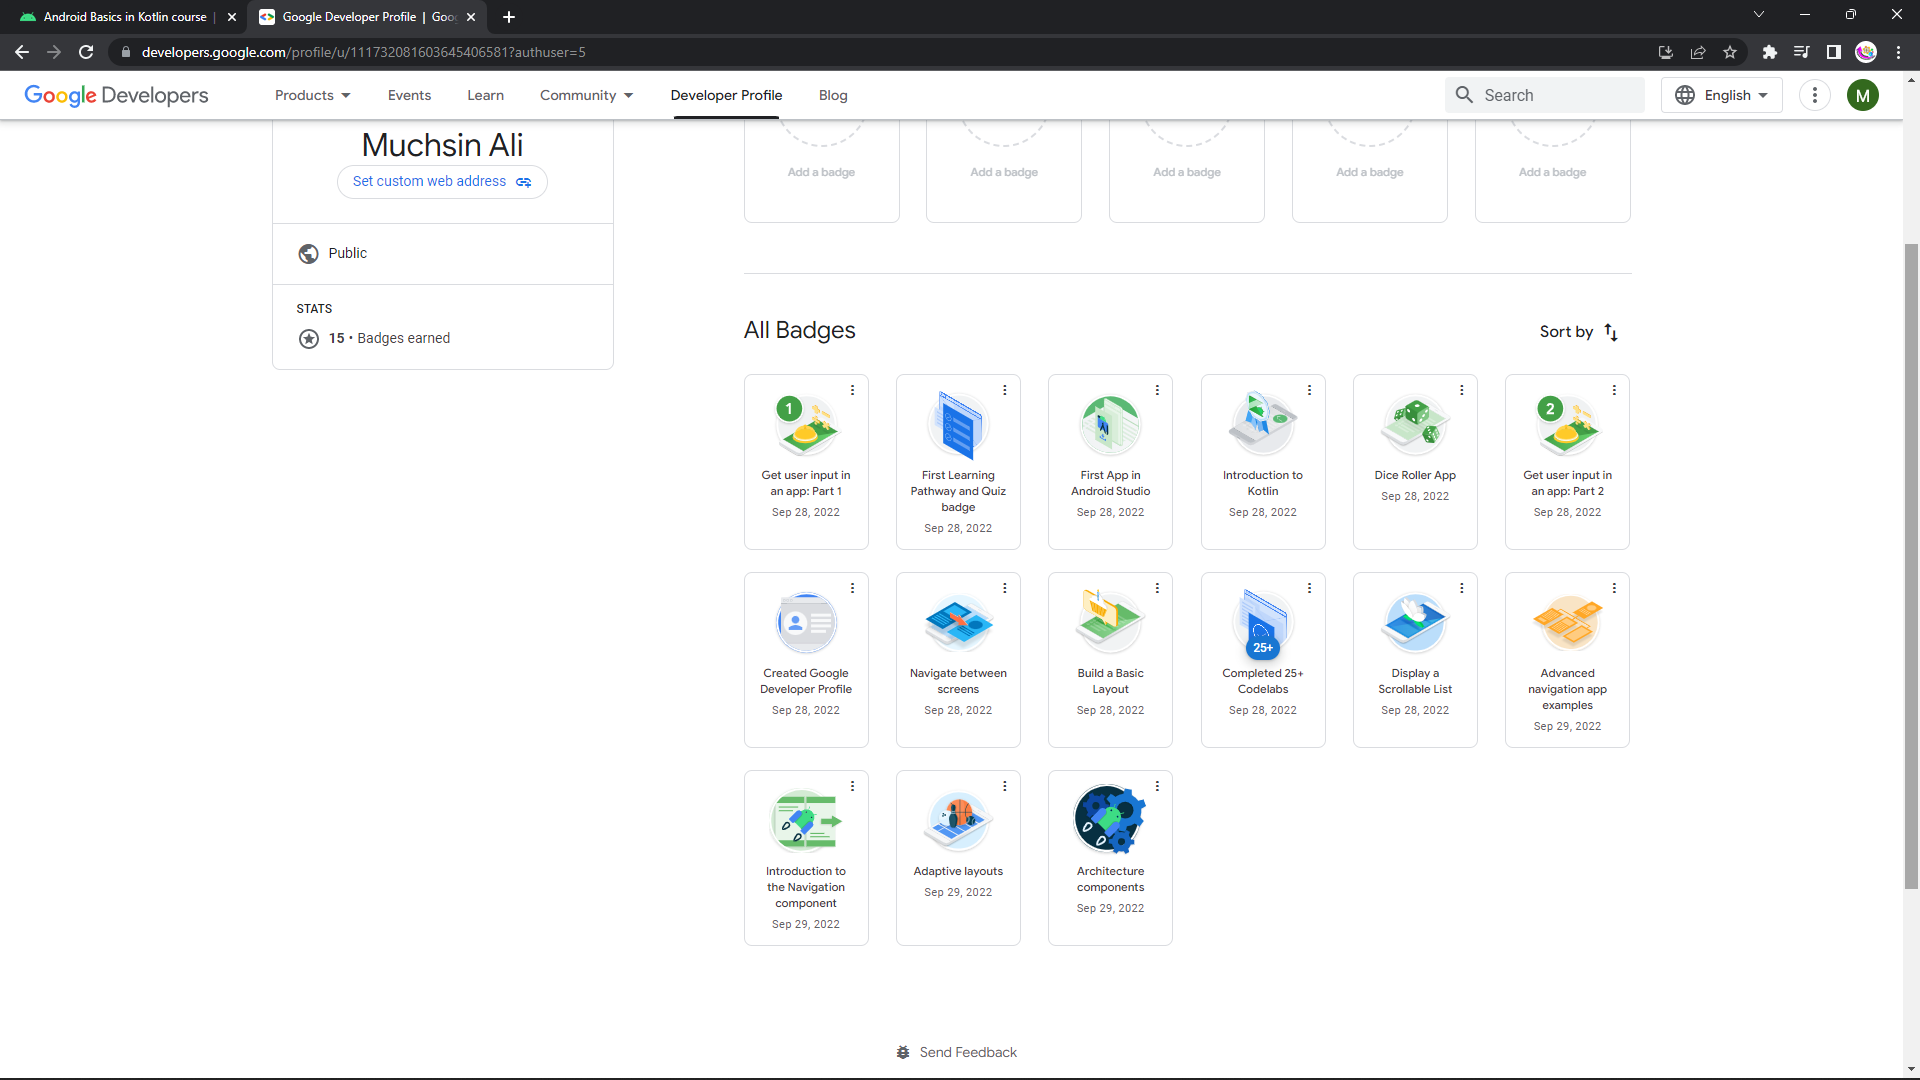 Android Basics in Kotlin course
Google Developer Profile | Goo
developers.google.com/profile/u/111732081603645406581?authuser=5
Google Developers
Products
Events
Learn
Community
Developer Profile
Blog
Search
English
M
Muchsin Ali
Set custom web address
Public
STATS
15 • Badges earned
Add a badge
Add a badge
Add a badge
Add a badge
Add a badge
All Badges
Sort by
1
Get user input in
an app: Part 1
Sep 28, 2022
First Learning
Pathway and Quiz
badge
Sep 28, 2022
First App in
Android Studio
Sep 28, 2022
Introduction to
Kotlin
Sep 28, 2022
Dice Roller App
Sep 28, 2022
2
Get user input in
an app: Part 2
Sep 28, 2022
Created Google
Developer Profile
Sep 28, 2022
Navigate between
screens
Sep 28, 2022
Build a Basic
Layout
Sep 28, 2022
25+
Completed 25+
Codelabs
Sep 28, 2022
Display a
Scrollable List
Sep 28, 2022
Advanced
navigation app
examples
Sep 29, 2022
Introduction to
the Navigation
component
Sep 29, 2022
Adaptive layouts
Sep 29, 2022
Architecture
components
Sep 29, 2022
Send Feedback